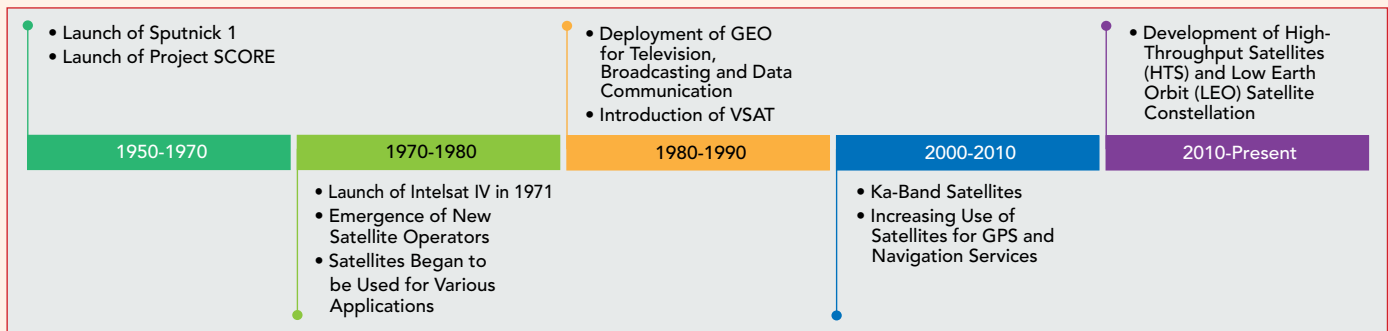 • Launch of Sputnick 1
• Launch of Project SCORE
1950-1970
1970-1980
• Launch of Intelsat IV in 1971
• Emergence of New
Satellite Operators
• Satellites Began to
be Used for Various
Applications
• Deployment of GEO
for Television,
Broadcasting and Data
Communication
• Introduction of VSAT
1980-1990
2000-2010
• Ka-Band Satellites
• Increasing Use of
Satellites for GPS and
Navigation Services
• Development of High-
Throughput Satellites
(HTS) and Low Earth
Orbit (LEO) Satellite
Constellation
2010-Present